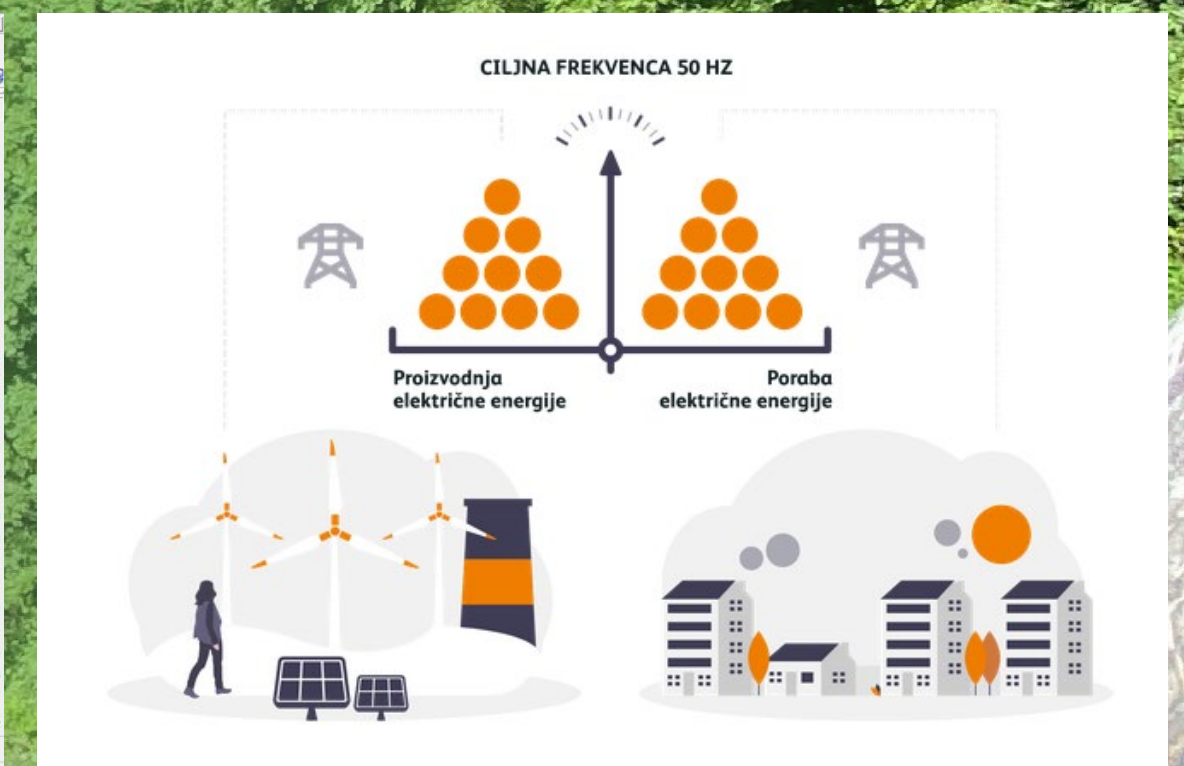 CILJNA FREKVENCA 50 HZ
Proizvodnja
električne energije
Poraba
električne energije